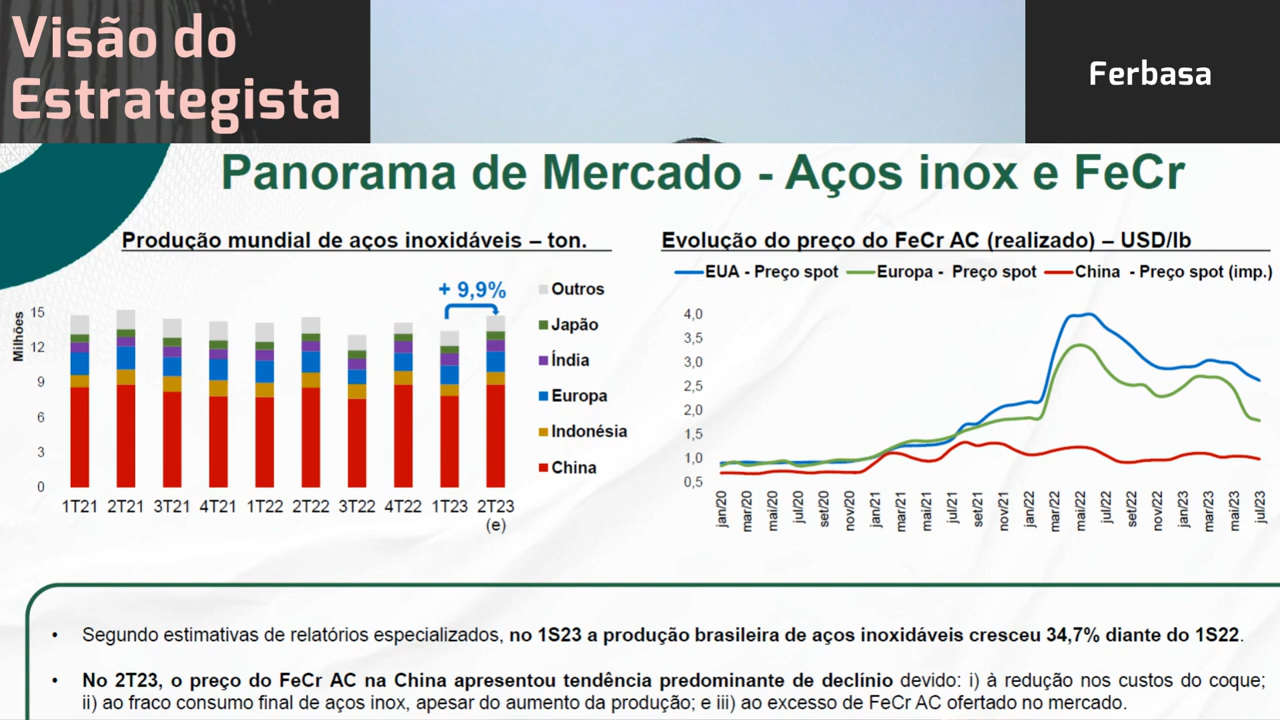 Visão do
Estrategista
Ferbasa
Panorama de Mercado - Aços inox e FeCr
Produção mundial de aços inoxidáveis – ton.
Milhões
15
12
9
6
3
0
+ 9,9%
1T21 2T21 3T21 4T21 1T22 2T22 3T22 4T22 1T23 2T23
(e)
Outros
Japão
Índia
Europa
Indonésia
China
Evolução do preço do FeCr AC (realizado) – USD/lb
EUA - Preço spot Europa - Preço spot China - Preço spot (imp.)
4,0
3,5
3,0
2,5
2,0
1,5
1,0
0,5
jan/20 mar/20 mai/20 jul/20 set/20 nov/20 jan/21 mar/21 mai/21 jul/21 set/21 nov/21 jan/22 mar/22 mai/22 jul/22 set/22 nov/22 jan/23 mar/23 mai/23 jul/23
• Segundo estimativas de relatórios especializados, no 1S23 a produção brasileira de aços inoxidáveis cresceu 34,7% diante do 1S22.
• No 2T23, o preço do FeCr AC na China apresentou tendência predominante de declínio devido: i) à redução nos custos do coque;
ii) ao fraco consumo final de aços inox, apesar do aumento da produção; e iii) ao excesso de FeCr AC ofertado no mercado.